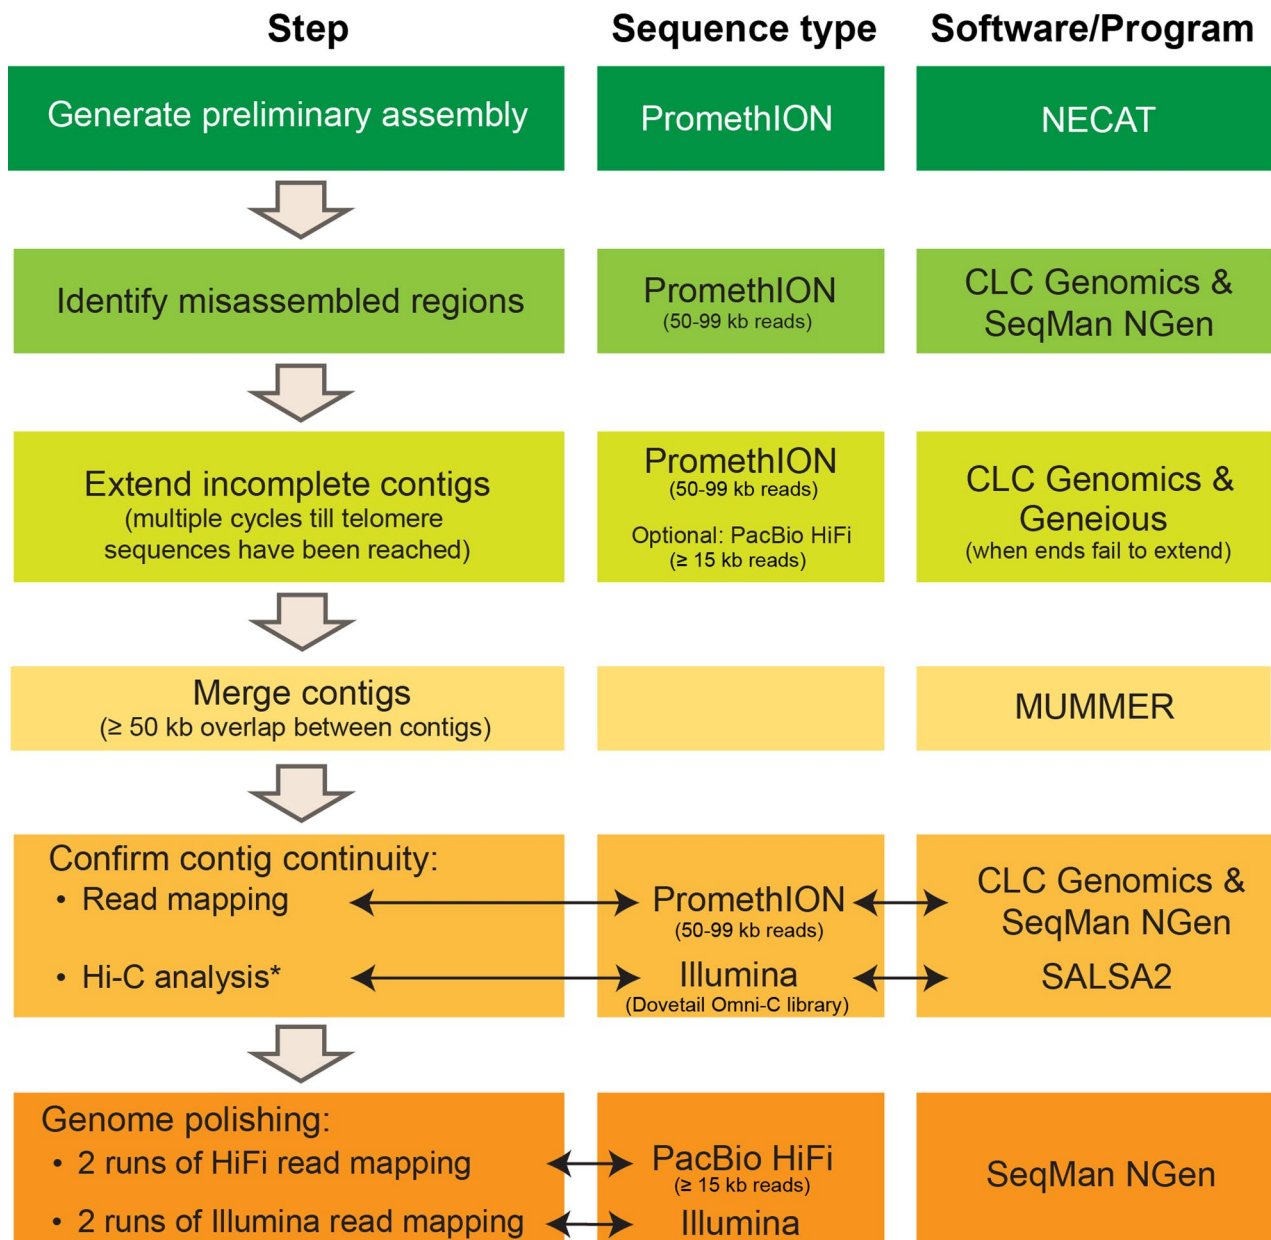 Step
Sequence type
Software/Program
Generate preliminary assembly
PromethION
NECAT
Identify misassembled regions
PromethION
(50-99 kb reads)
CLC Genomics &
SeqMan NGen
Extend incomplete contigs
(multiple cycles till telomere
sequences have been reached)
PromethION
(50-99 kb reads)
Optional: PacBio HiFi
(≥ 15 kb reads)
CLC Genomics &
Geneious
(when ends fail to extend)
Merge contigs
(≥ 50 kb overlap between contigs)
MUMMER
Confirm contig continuity:
• Read mapping
PromethION
(50-99 kb reads)
CLC Genomics &
SeqMan NGen
• Hi-C analysis*
Illumina
(Dovetail Omni-C library)
SALSA2
Genome polishing:
• 2 runs of HiFi read mapping
PacBio HiFi
(≥ 15 kb reads)
• 2 runs of Illumina read mapping
Illumina
SeqMan NGen